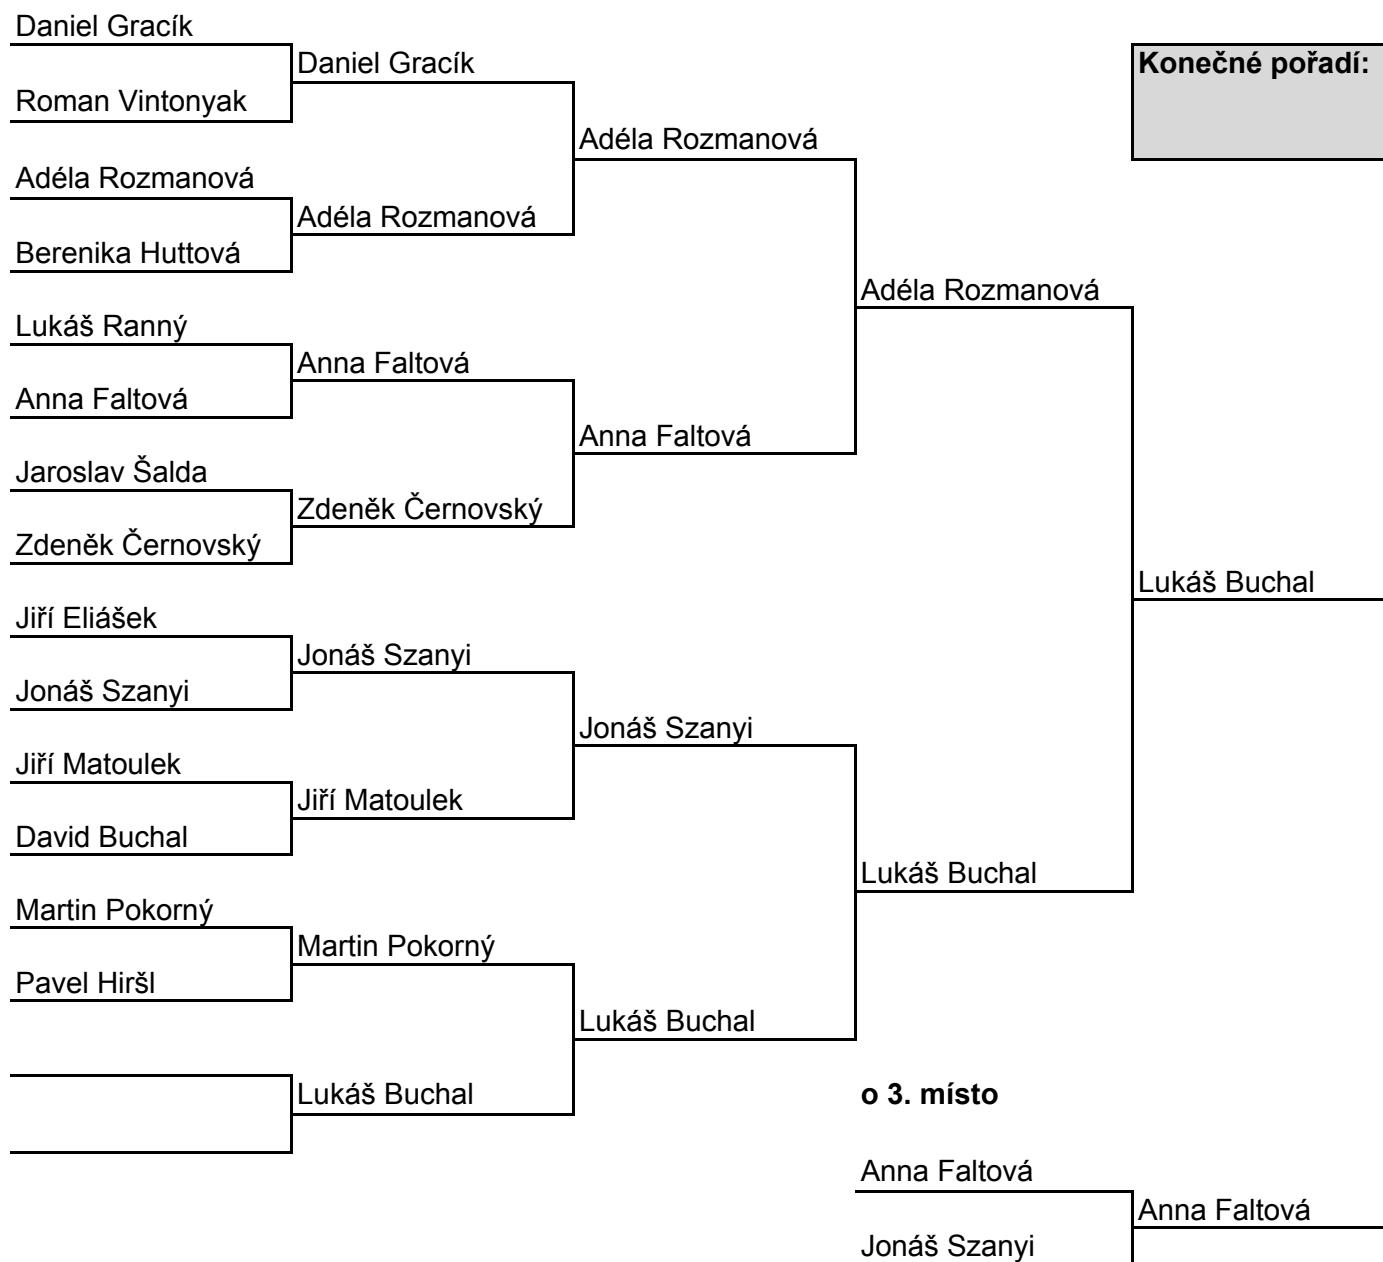 Daniel Gracík
Daniel Gracík
Konečné pořadí:
Roman Vintonyak
Adéla Rozmanová
Adéla Rozmanová
Adéla Rozmanová
Berenika Huttová
Adéla Rozmanová
Lukáš Ranný
Anna Faltová
Anna Faltová
Anna Faltová
Jaroslav Šalda
Zdeněk Černovský
Zdeněk Černovský
Lukáš Buchal
Jiří Eliášek
Jonáš Szanyi
Jonáš Szanyi
Jonáš Szanyi
Jiří Matoulek
Jiří Matoulek
David Buchal
Lukáš Buchal
Martin Pokorný
Martin Pokorný
Pavel Hiršl
Lukáš Buchal
Lukáš Buchal
o 3. místo
Anna Faltová
Anna Faltová
Jonáš Szanyi